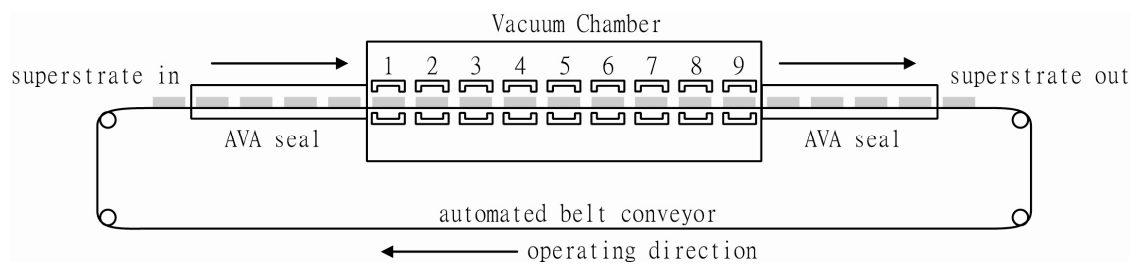 Vacuum Chamber
superstrate in
1 2 3 4 5 6 7 8 9
superstrate out
AVA seal
AVA seal
automated belt conveyor
operating direction